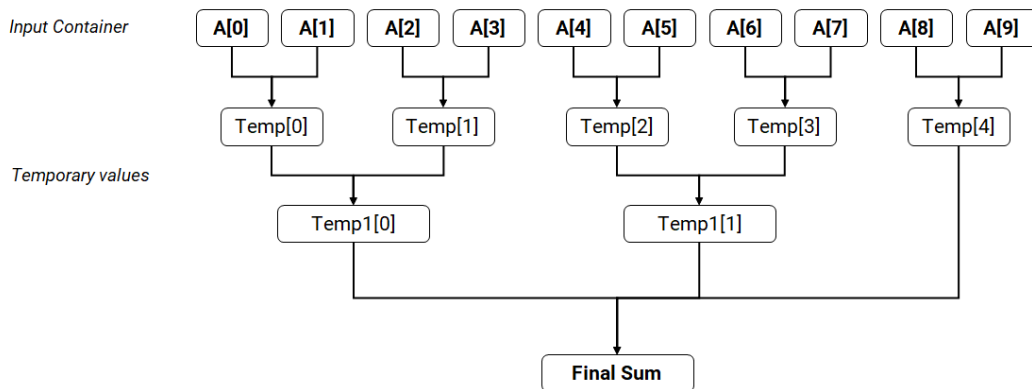 Input Container
A[0] A[1] A[2] A[3] A[4] A[5] A[6] A[7] A[8] A[9]
Temp[0] Temp[1] Temp[2] Temp[3] Temp[4]
Temporary values
Temp1[0] Temp1[1]
Final Sum